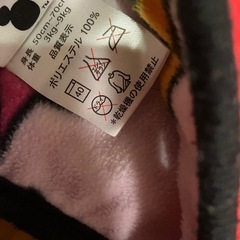 身長 50cm-70cm
体重 3Kg-9Kg
品質表示
ポリエステル 100%
40
*乾燥機の使用禁止